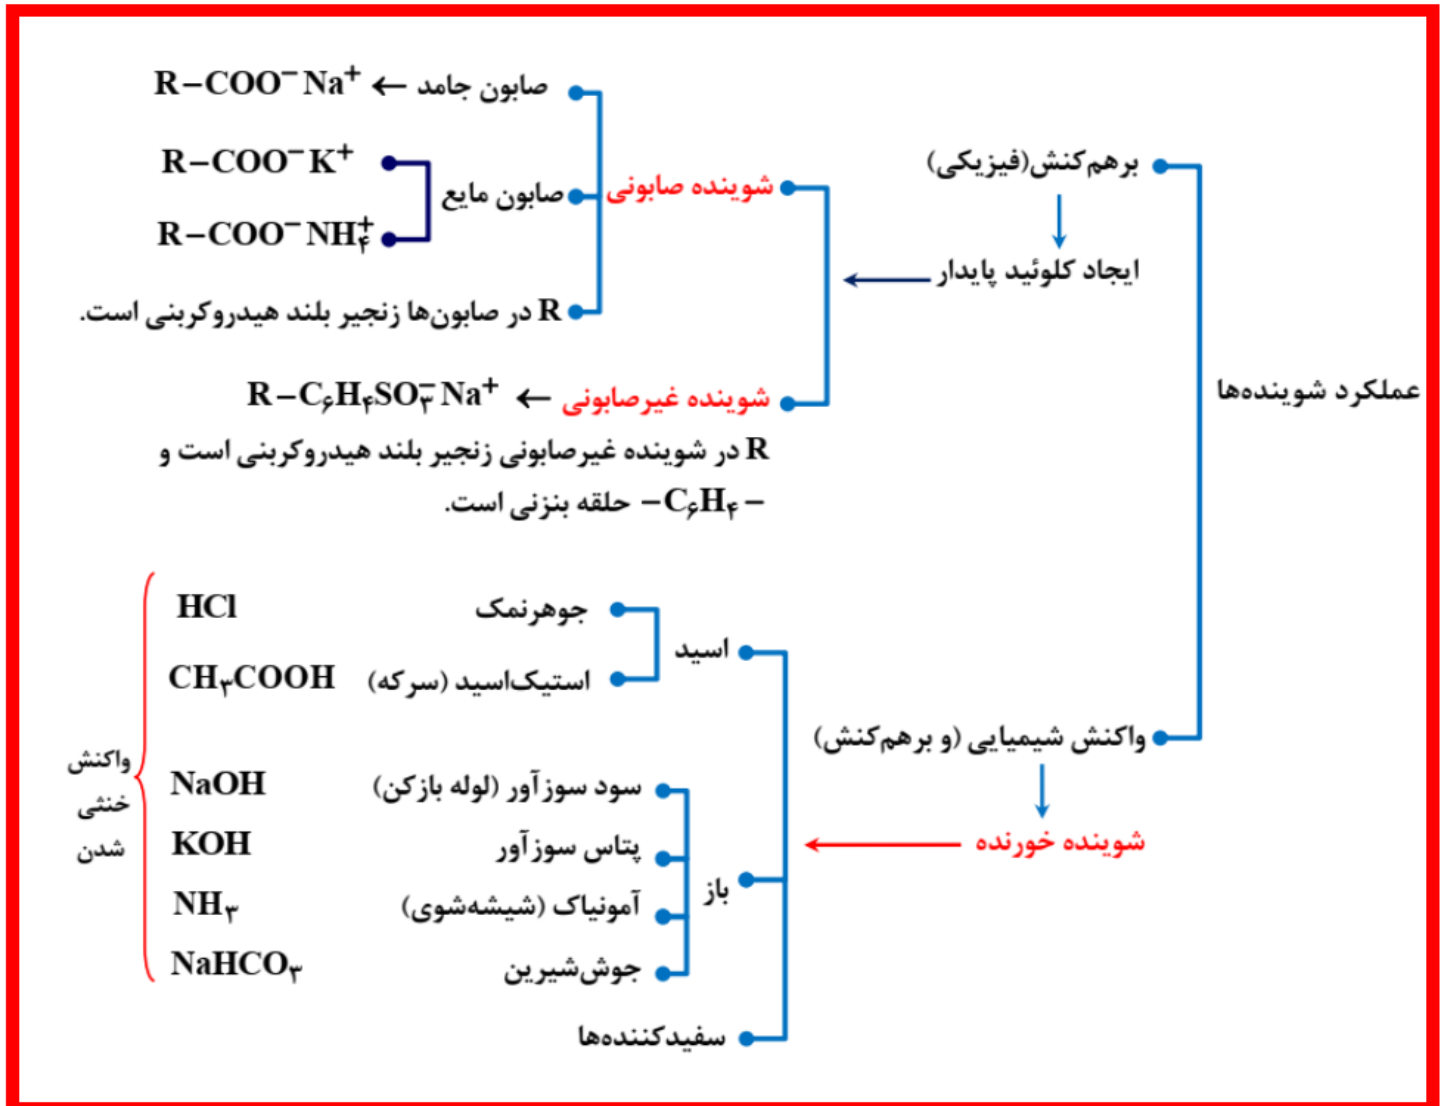 عملکرد شوینده‌ها
برهم‌کنش(فیزیکی)
ایجاد کلوئید پایدار
شوینده صابونی
صابون جامد ← R–COO⁻Na⁺
صابون مایع
R–COO⁻K⁺
R–COO⁻NH₄⁺
R در صابون‌ها زنجیر بلند هیدروکربنی است.
شوینده غیرصابونی ← R–C₆H₄SO₃⁻Na⁺
R در شوینده غیرصابونی زنجیر بلند هیدروکربنی است و
–C₆H₄– حلقه بنزنی است.
واکنش شیمیایی (و برهم‌کنش)
شوینده خورنده
اسید
جوهرنمک HCl
استیک‌اسید (سرکه) CH₃COOH
باز
سود سوزآور (لوله بازکن) NaOH
پتاس سوزآور KOH
آمونیاک (شیشه‌شوی) NH₃
جوش‌شیرین NaHCO₃
سفیدکننده‌ها
واکنش
خنثی
شدن